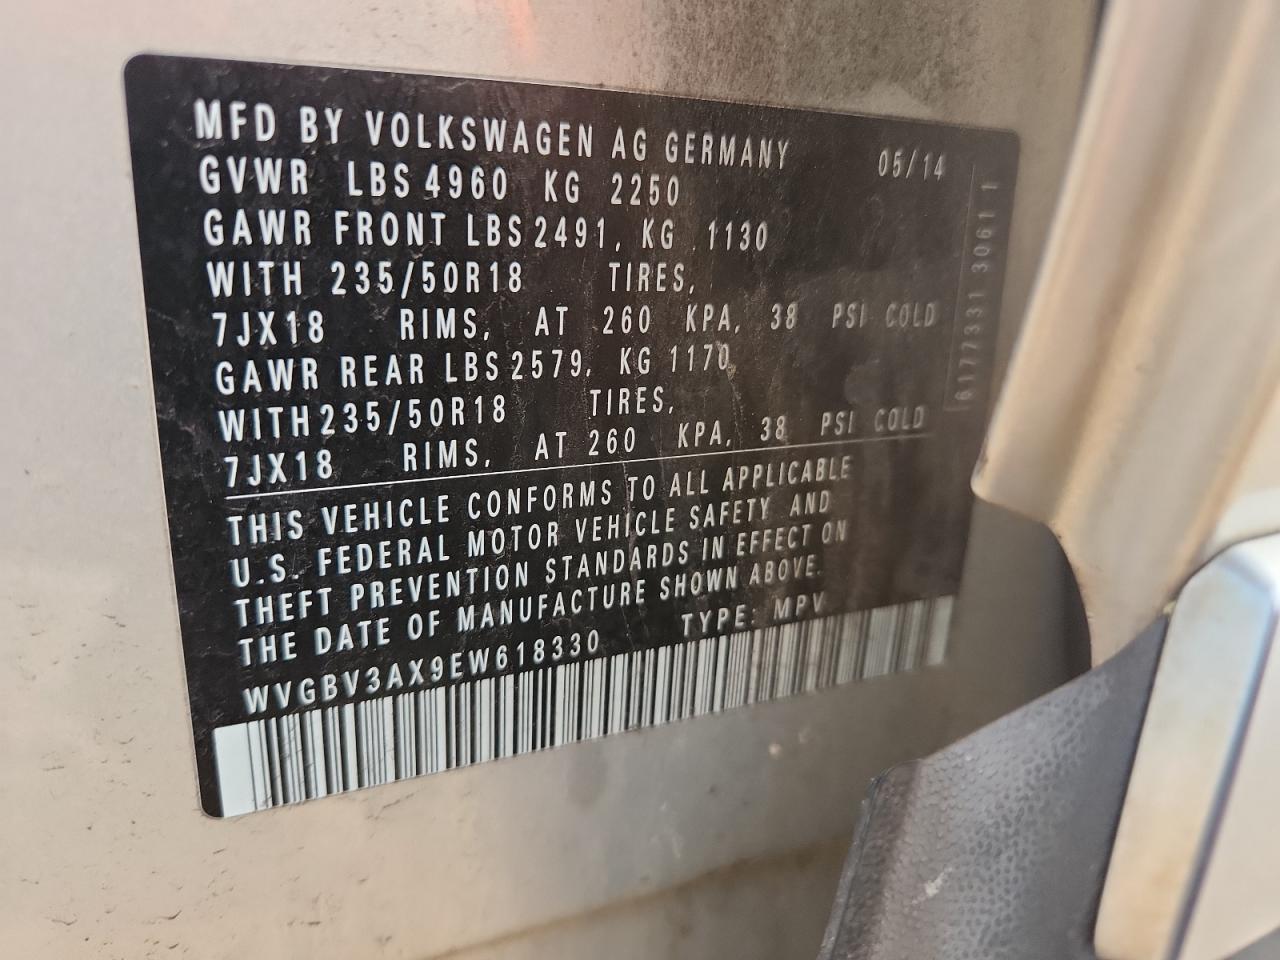 MFD BY VOLKSWAGEN AG GERMANY 05/14
GVWR LBS 4960 KG 2250
GAWR FRONT LBS 2491, KG 1130
WITH 235/50R18 TIRES,
7JX18 RIMS, AT 260 KPA, 38 PSI COLD
GAWR REAR LBS 2579, KG 1170
WITH 235/50R18 TIRES,
7JX18 RIMS, AT 260 KPA, 38 PSI COLD
THIS VEHICLE CONFORMS TO ALL APPLICABLE
U.S. FEDERAL MOTOR VEHICLE SAFETY AND
THEFT PREVENTION STANDARDS IN EFFECT ON
THE DATE OF MANUFACTURE SHOWN ABOVE.
WVGBV3AX9EW618330 TYPE: MPV
6177331 3061 1